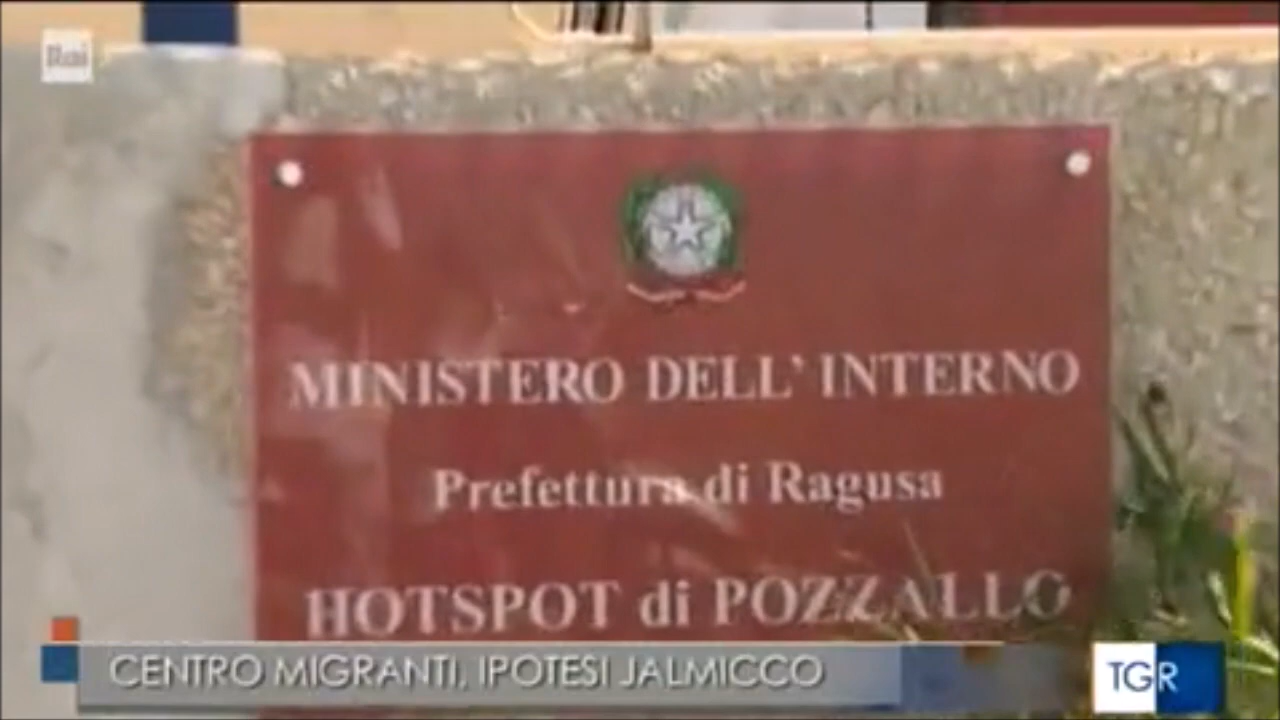 Rai
MINISTERO DELL'INTERNO
Prefettura di Ragusa
HOTSPOT di POZZALLO
CENTRO MIGRANTI, IPOTESI JALMICCO
TGR